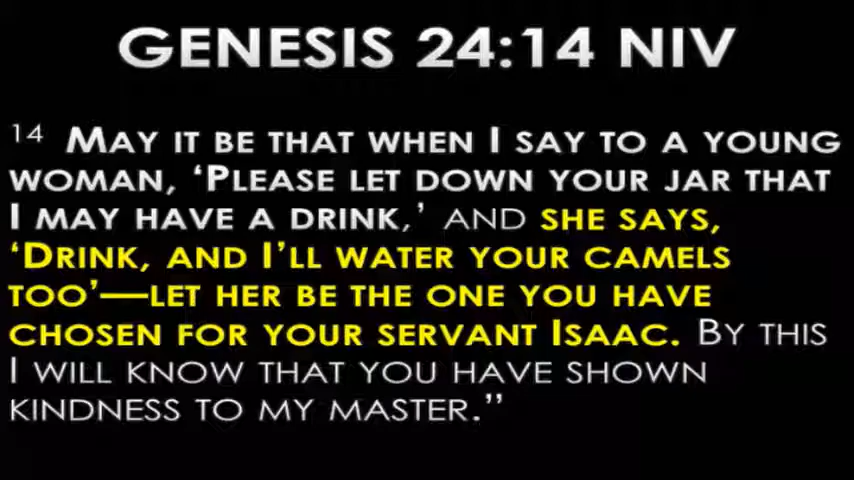 GENESIS 24:14 NIV
14 MAY IT BE THAT WHEN I SAY TO A YOUNG
WOMAN, ‘PLEASE LET DOWN YOUR JAR THAT
I MAY HAVE A DRINK,’ AND SHE SAYS,
‘DRINK, AND I’LL WATER YOUR CAMELS
TOO’—LET HER BE THE ONE YOU HAVE
CHOSEN FOR YOUR SERVANT ISAAC. BY THIS
I WILL KNOW THAT YOU HAVE SHOWN
KINDNESS TO MY MASTER.”